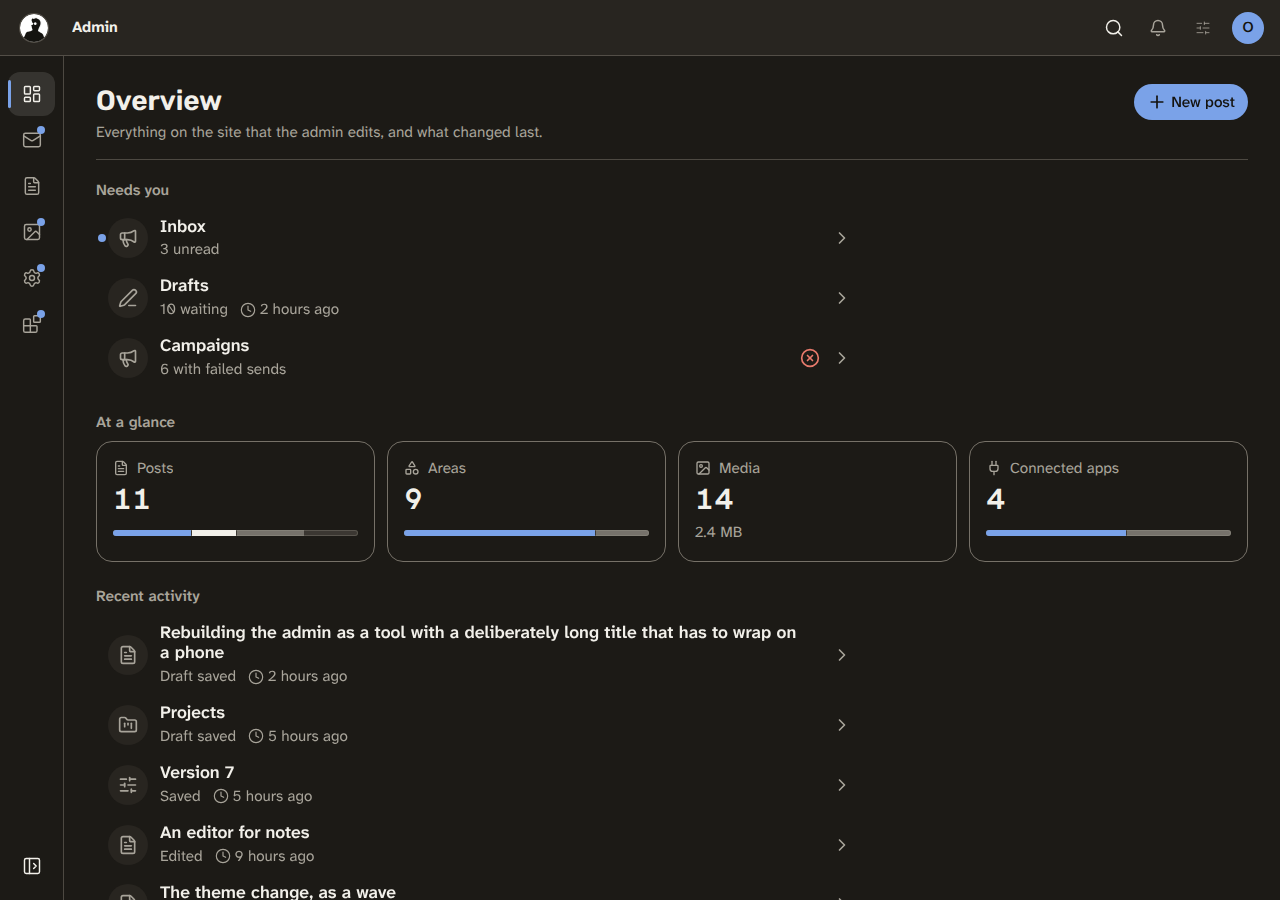 Admin
O
Overview
New post
Everything on the site that the admin edits, and what changed last.
Needs you
Inbox
3 unread
Drafts
10 waiting 2 hours ago
Campaigns
6 with failed sends
At a glance
Posts
11
Areas
9
Media
14
2.4 MB
Connected apps
4
Recent activity
Rebuilding the admin as a tool with a deliberately long title that has to wrap on
a phone
Draft saved 2 hours ago
Projects
Draft saved 5 hours ago
Version 7
Saved 5 hours ago
An editor for notes
Edited 9 hours ago
The theme change, as a wave